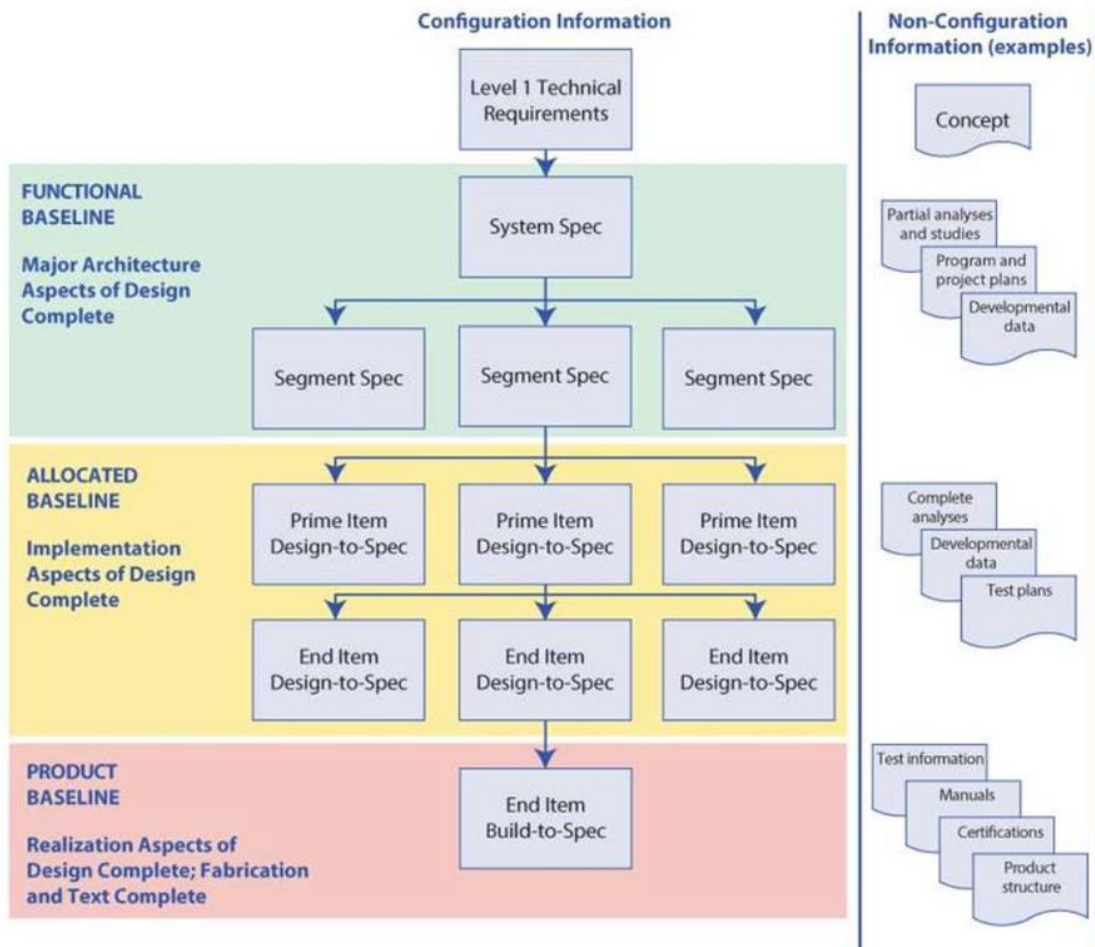 Configuration Information
Non-Configuration
Information (examples)
Level 1 Technical
Requirements
Concept
FUNCTIONAL
BASELINE
Major Architecture
Aspects of Design
Complete
System Spec
Segment Spec
Segment Spec
Segment Spec
Partial analyses
and studies
Program and
project plans
Developmental
data
ALLOCATED
BASELINE
Implementation
Aspects of Design
Complete
Prime Item
Design-to-Spec
Prime Item
Design-to-Spec
Prime Item
Design-to-Spec
End Item
Design-to-Spec
End Item
Design-to-Spec
End Item
Design-to-Spec
Complete
analyses
Developmental
data
Test plans
PRODUCT
BASELINE
Realization Aspects of
Design Complete; Fabrication
and Text Complete
End Item
Build-to-Spec
Test information
Manuals
Certifications
Product
structure